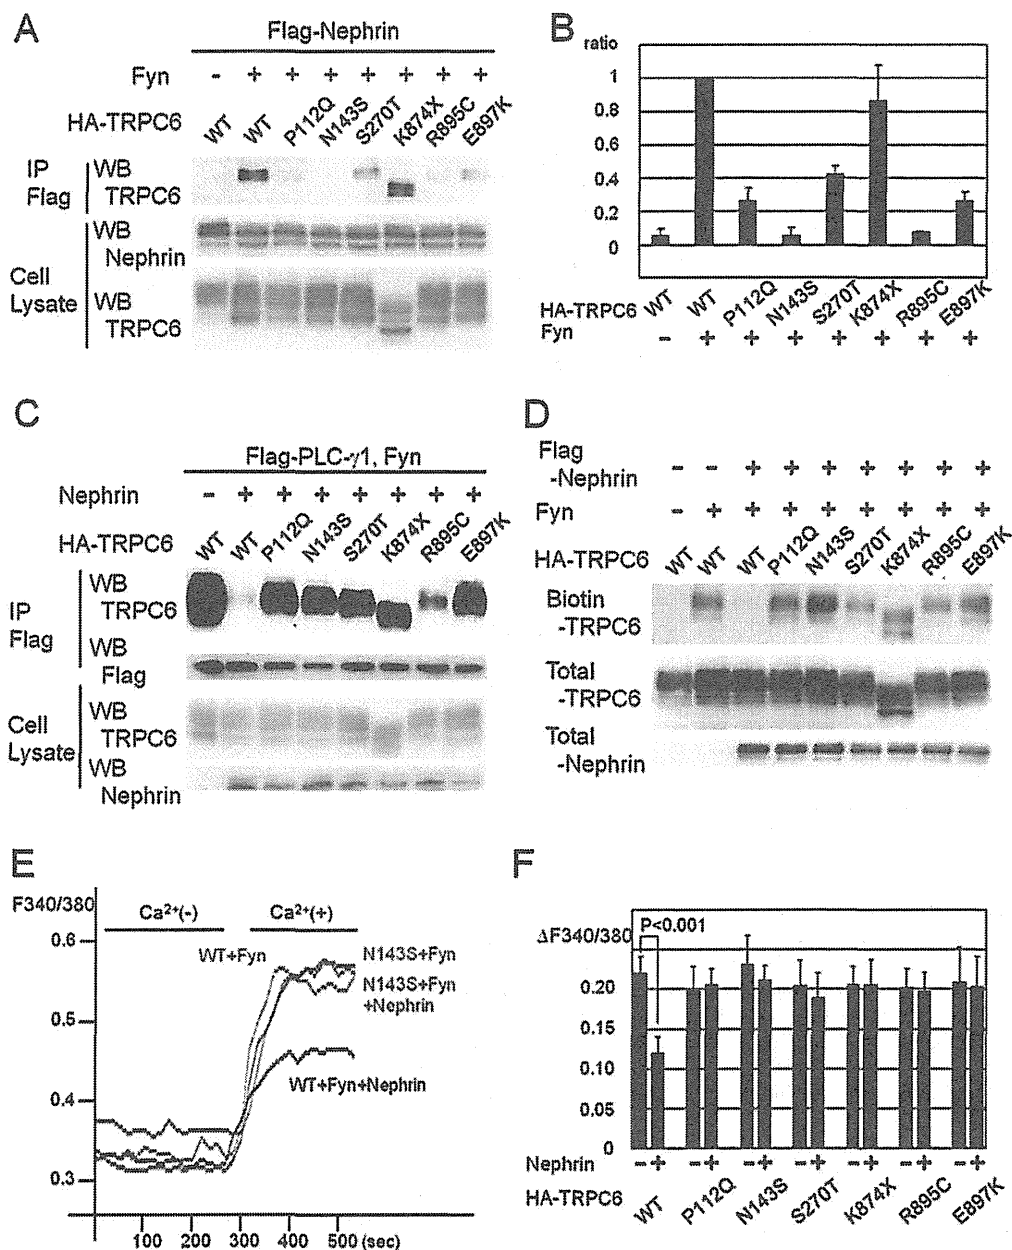 A
Flag-Nephrin
Fyn - + + + + + + +
HA-TRPC6 WT WT P112Q N143S S270T K874X R895C E897K
IP Flag WB TRPC6
WB Nephrin
Cell Lysate WB TRPC6
B
ratio
1
0.8
0.6
0.4
0.2
0
HA-TRPC6 WT WT P112Q N143S S270T K874X R895C E897K
Fyn - + + + + + + +
C
Flag-PLC-γ1, Fyn
Nephrin - + + + + + + +
HA-TRPC6 WT WT P112Q N143S S270T K874X R895C E897K
IP Flag WB TRPC6
WB Flag
Cell Lysate WB TRPC6
WB Nephrin
D
Flag -Nephrin - - + + + + + + +
Fyn - + + + + + + + +
HA-TRPC6 WT WT WT P112Q N143S S270T K874X R895C E897K
Biotin -TRPC6
Total -TRPC6
Total -Nephrin
E
F340/380
Ca²⁺(-) Ca²⁺(+)
0.6
WT+Fyn N143S+Fyn
N143S+Fyn +Nephrin
0.5
WT+Fyn+Nephrin
0.4
0.3
100 200 300 400 500 (sec)
F
ΔF340/380
P<0.001
0.20
0.15
0.10
0.05
0
Nephrin - + - + - + - + - + - + - +
HA-TRPC6 WT P112Q N143S S270T K874X R895C E897K